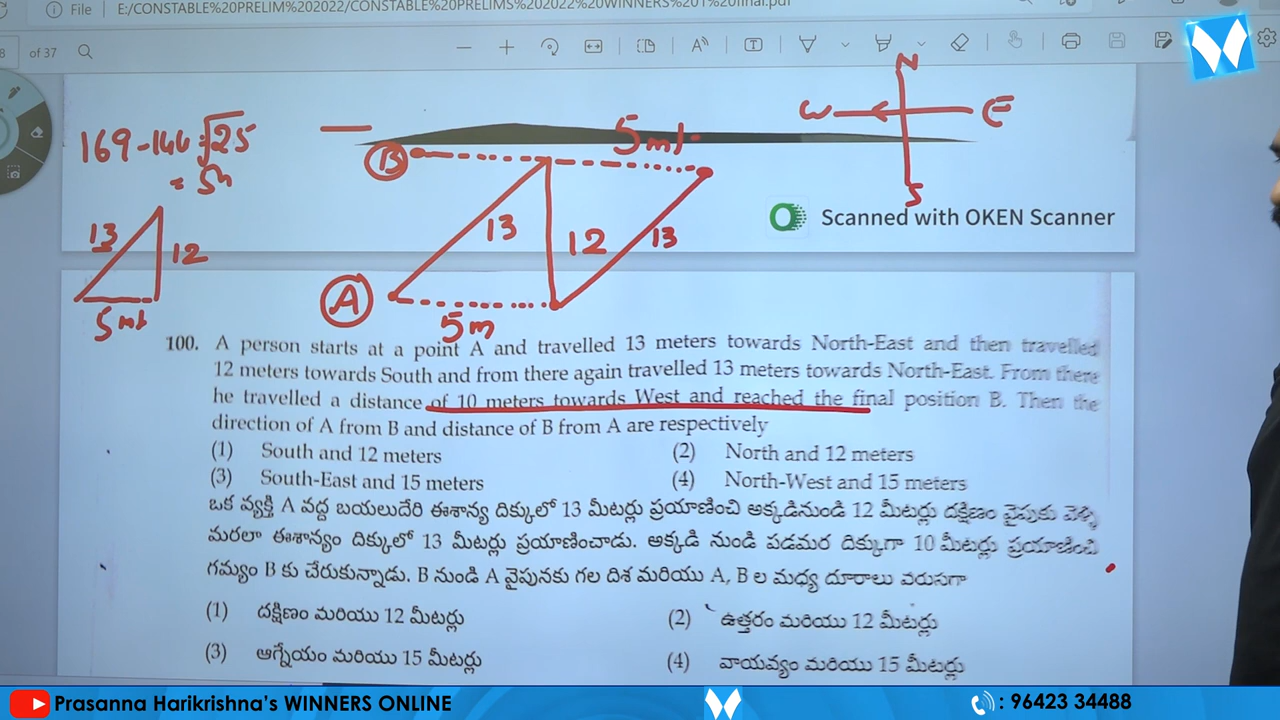 File E:/CONSTABLE%20PRELIM%202022/CONSTABLE%20PRELIMS%202022%20WINNERS%201%20final.pdf
8 of 37
169-144=√25
= 5m
13
12
5mt
N
W E
S
B 5mt
13 12 13
A 5m
Scanned with OKEN Scanner
100. A person starts at a point A and travelled 13 meters towards North-East and then travelled
12 meters towards South and from there again travelled 13 meters towards North-East. From there
he travelled a distance of 10 meters towards West and reached the final position B. Then the
direction of A from B and distance of B from A are respectively
(1) South and 12 meters (2) North and 12 meters
(3) South-East and 15 meters (4) North-West and 15 meters
ఒక వ్యక్తి A వద్ద బయలుదేరి ఈశాన్య దిక్కులో 13 మీటర్లు ప్రయాణించి అక్కడినుండి 12 మీటర్లు దక్షిణం వైపుకు వెళ్ళి
మరలా ఈశాన్యం దిక్కులో 13 మీటర్లు ప్రయాణించాడు. అక్కడి నుండి పడమర దిక్కుగా 10 మీటర్లు ప్రయాణించి
గమ్యం B కు చేరుకున్నాడు. B నుండి A వైపునకు గల దిశ మరియు A, B ల మధ్య దూరాలు వరుసగా
(1) దక్షిణం మరియు 12 మీటర్లు (2) ఉత్తరం మరియు 12 మీటర్లు
(3) ఆగ్నేయం మరియు 15 మీటర్లు (4) వాయవ్యం మరియు 15 మీటర్లు
Prasanna Harikrishna's WINNERS ONLINE : 96423 34488